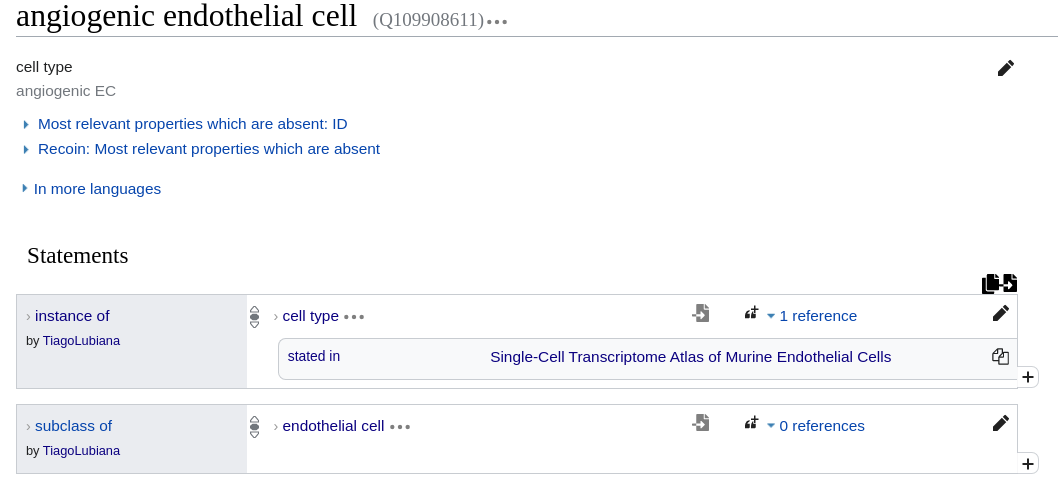 angiogenic endothelial cell (Q109908611)•••
cell type
angiogenic EC
Most relevant properties which are absent: ID
Recoin: Most relevant properties which are absent
In more languages
Statements
› instance of
by TiagoLubiana
› cell type •••
1 reference
stated in
Single-Cell Transcriptome Atlas of Murine Endothelial Cells
› subclass of
by TiagoLubiana
› endothelial cell •••
0 references